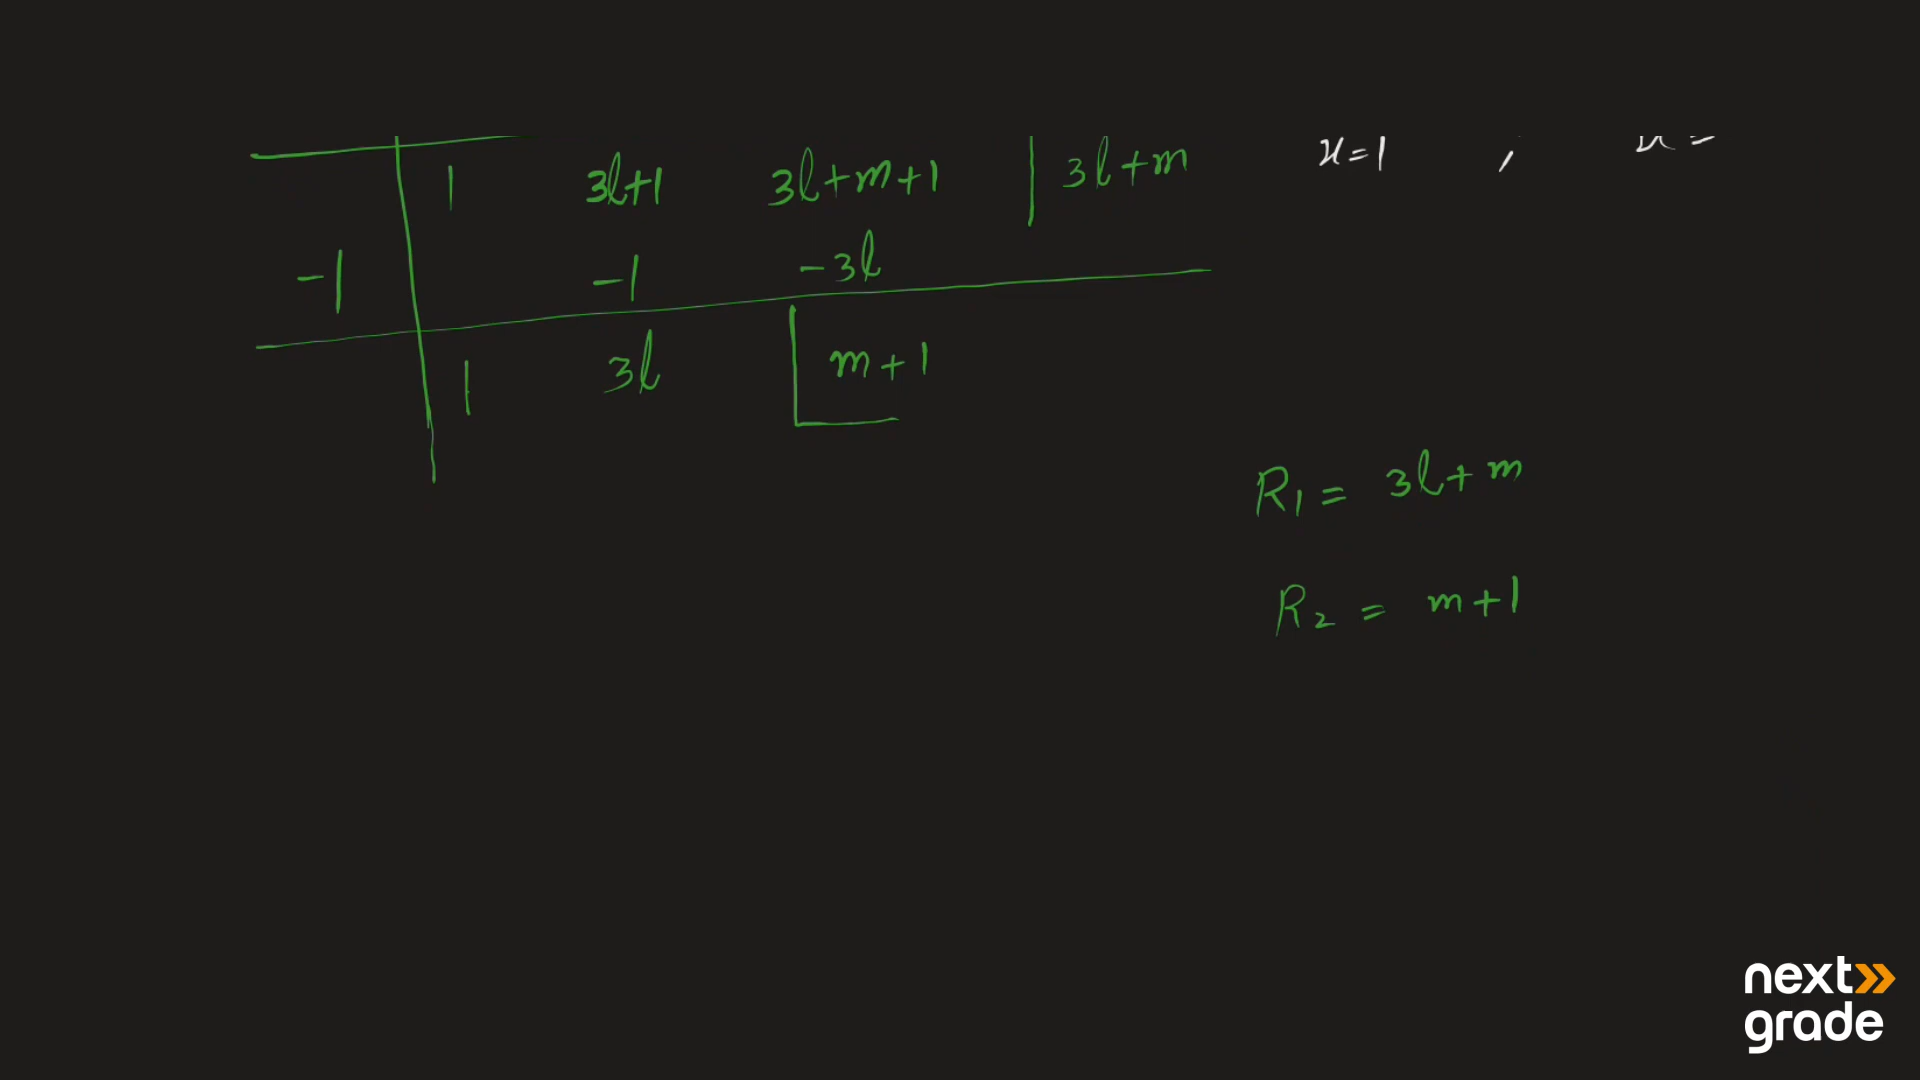 1 3l+1 3l+m+1 | 3l+m x=1 , x=
-1 -1 -3l
1 3l m+1
R₁ = 3l+m
R₂ = m+1
next
grade